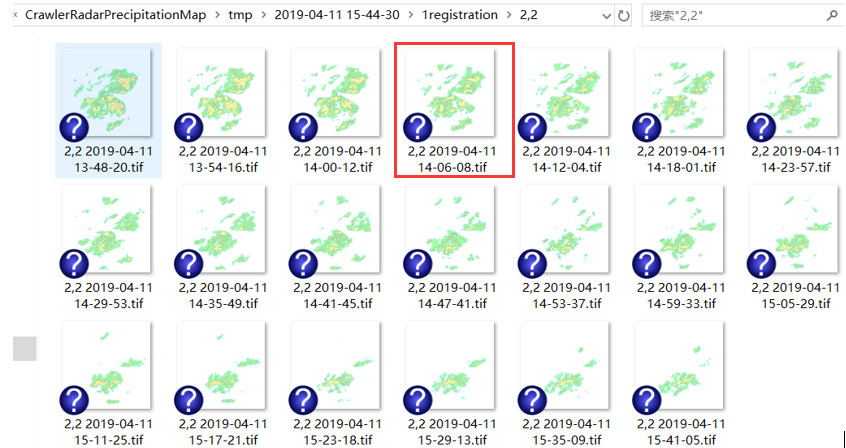 CrawlerRadarPrecipitationMap > tmp > 2019-04-11 15-44-30 > 1registration > 2,2
搜索"2,2"
2,2 2019-04-11
13-48-20.tif
2,2 2019-04-11
13-54-16.tif
2,2 2019-04-11
14-00-12.tif
2,2 2019-04-11
14-06-08.tif
2,2 2019-04-11
14-12-04.tif
2,2 2019-04-11
14-18-01.tif
2,2 2019-04-11
14-23-57.tif
2,2 2019-04-11
14-29-53.tif
2,2 2019-04-11
14-35-49.tif
2,2 2019-04-11
14-41-45.tif
2,2 2019-04-11
14-47-41.tif
2,2 2019-04-11
14-53-37.tif
2,2 2019-04-11
14-59-33.tif
2,2 2019-04-11
15-05-29.tif
2,2 2019-04-11
15-11-25.tif
2,2 2019-04-11
15-17-21.tif
2,2 2019-04-11
15-23-18.tif
2,2 2019-04-11
15-29-13.tif
2,2 2019-04-11
15-35-09.tif
2,2 2019-04-11
15-41-05.tif